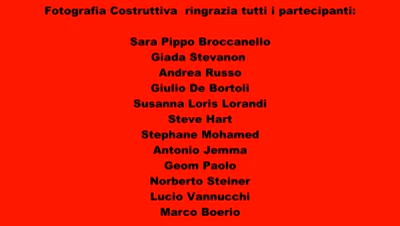 Fotografia Costruttiva ringrazia tutti i partecipanti:
Sara Pippo Broccanello
Giada Stevanon
Andrea Russo
Giulio De Bortoli
Susanna Loris Lorandi
Steve Hart
Stephane Mohamed
Antonio Jemma
Geom Paolo
Norberto Steiner
Lucio Vannucchi
Marco Boerio